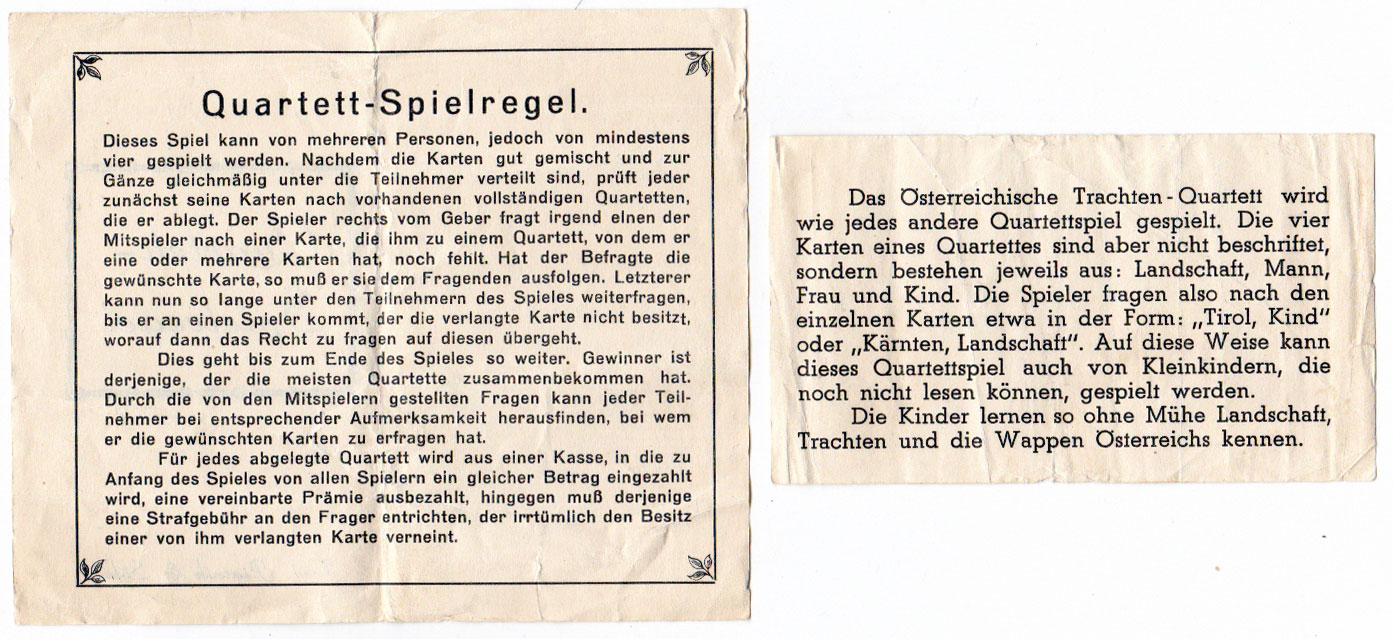 Quartett-Spielregel.
Dieses Spiel kann von mehreren Personen, jedoch von mindestens
vier gespielt werden. Nachdem die Karten gut gemischt und zur
Gänze gleichmäßig unter die Teilnehmer verteilt sind, prüft jeder
zunächst seine Karten nach vorhandenen vollständigen Quartetten,
die er ablegt. Der Spieler rechts vom Geber fragt irgend einen der
Mitspieler nach einer Karte, die ihm zu einem Quartett, von dem er
eine oder mehrere Karten hat, noch fehlt. Hat der Befragte die
gewünschte Karte, so muß er sie dem Fragenden ausfolgen. Letzterer
kann nun so lange unter den Teilnehmern des Spieles weiterfragen,
bis er an einen Spieler kommt, der die verlangte Karte nicht besitzt,
worauf dann das Recht zu fragen auf diesen übergeht.
Dies geht bis zum Ende des Spieles so weiter. Gewinner ist
derjenige, der die meisten Quartette zusammenbekommen hat.
Durch die von den Mitspielern gestellten Fragen kann jeder Teil-
nehmer bei entsprechender Aufmerksamkeit herausfinden, bei wem
er die gewünschten Karten zu erfragen hat.
Für jedes abgelegte Quartett wird aus einer Kasse, in die zu
Anfang des Spieles von allen Spielern ein gleicher Betrag eingezahlt
wird, eine vereinbarte Prämie ausbezahlt, hingegen muß derjenige
eine Strafgebühr an den Frager entrichten, der irrtümlich den Besitz
einer von ihm verlangten Karte verneint.
Das Österreichische Trachten-Quartett wird
wie jedes andere Quartettspiel gespielt. Die vier
Karten eines Quartettes sind aber nicht beschriftet,
sondern bestehen jeweils aus: Landschaft, Mann,
Frau und Kind. Die Spieler fragen also nach den
einzelnen Karten etwa in der Form: „Tirol, Kind“
oder „Kärnten, Landschaft“. Auf diese Weise kann
dieses Quartettspiel auch von Kleinkindern, die
noch nicht lesen können, gespielt werden.
Die Kinder lernen so ohne Mühe Landschaft,
Trachten und die Wappen Österreichs kennen.